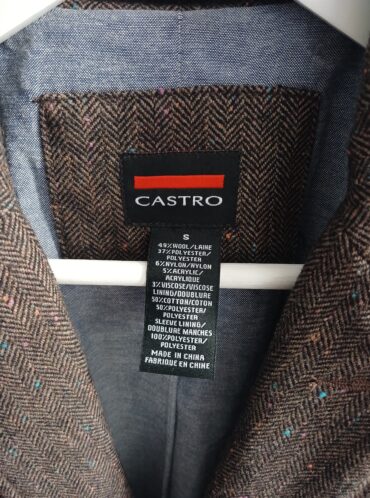 CASTRO
S
49%WOOL/LAINE
37%POLYESTER
/POLYESTER
6%NYLON/NYLON
5%ACRYLIC/
ACRYLIQUE
3%VISCOSE/VISCOSE
LINING/DOUBLURE
50%COTTON/COTON
50%POLYESTER/
POLYESTER
SLEEVE LINING/
DOUBLURE MANCHES
100%POLYESTER/
POLYESTER
MADE IN CHINA
FABRIQUE EN CHINE